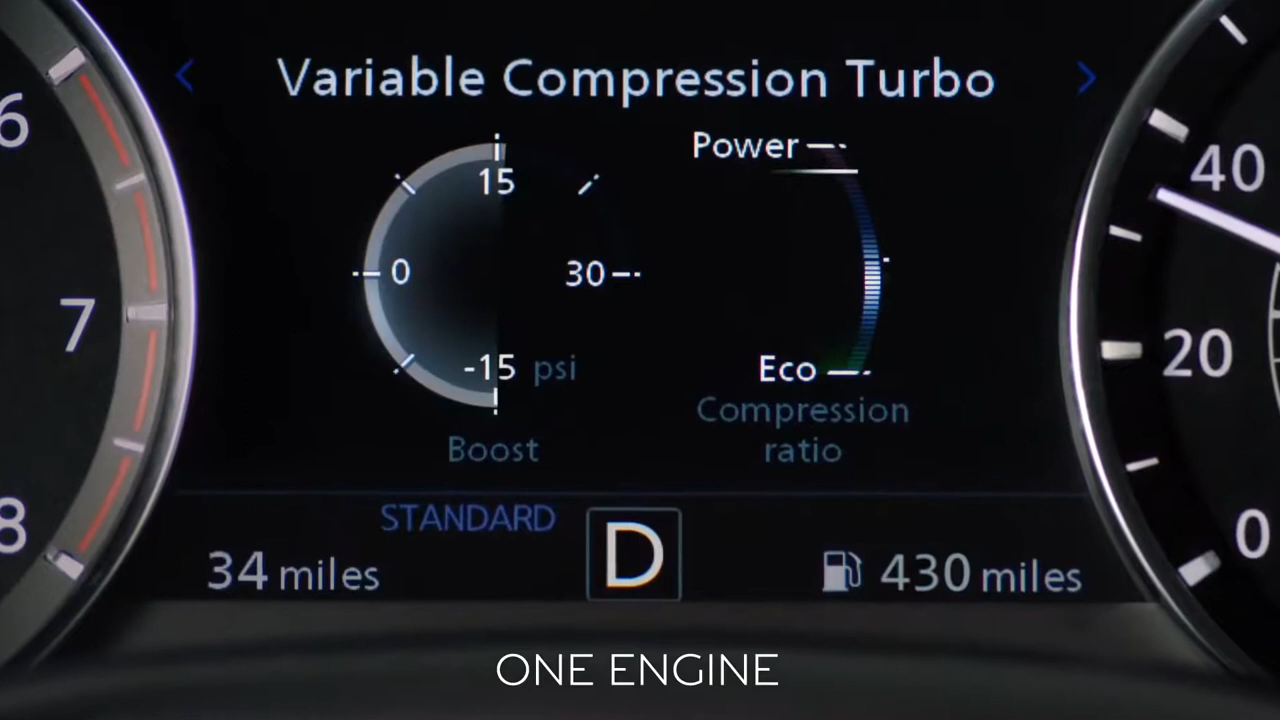 Variable Compression Turbo
Power
15
0
30
-15 psi
Eco
Boost
Compression
ratio
6
7
8
40
20
0
STANDARD
D
34 miles
430 miles
ONE ENGINE